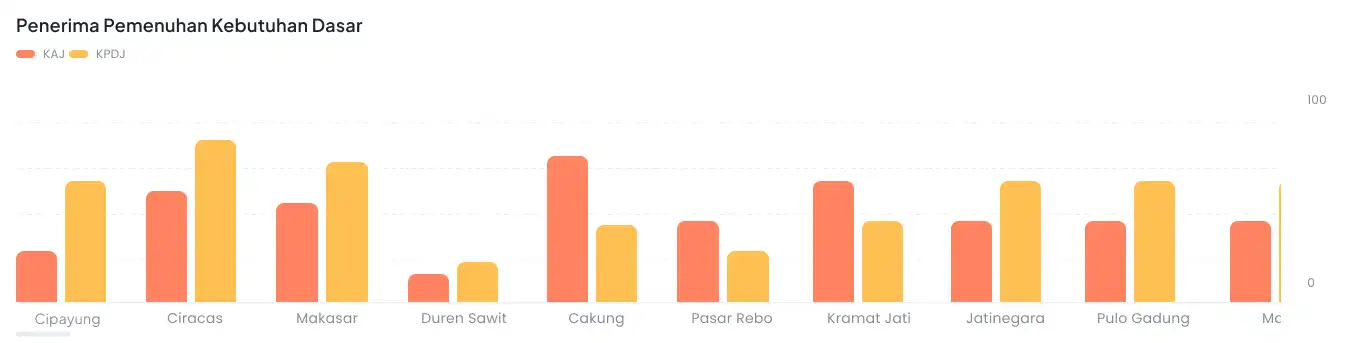 Penerima Pemenuhan Kebutuhan Dasar
KAJ KPDJ
100
0
Cipayung Ciracas Makasar Duren Sawit Cakung Pasar Rebo Kramat Jati Jatinegara Pulo Gadung